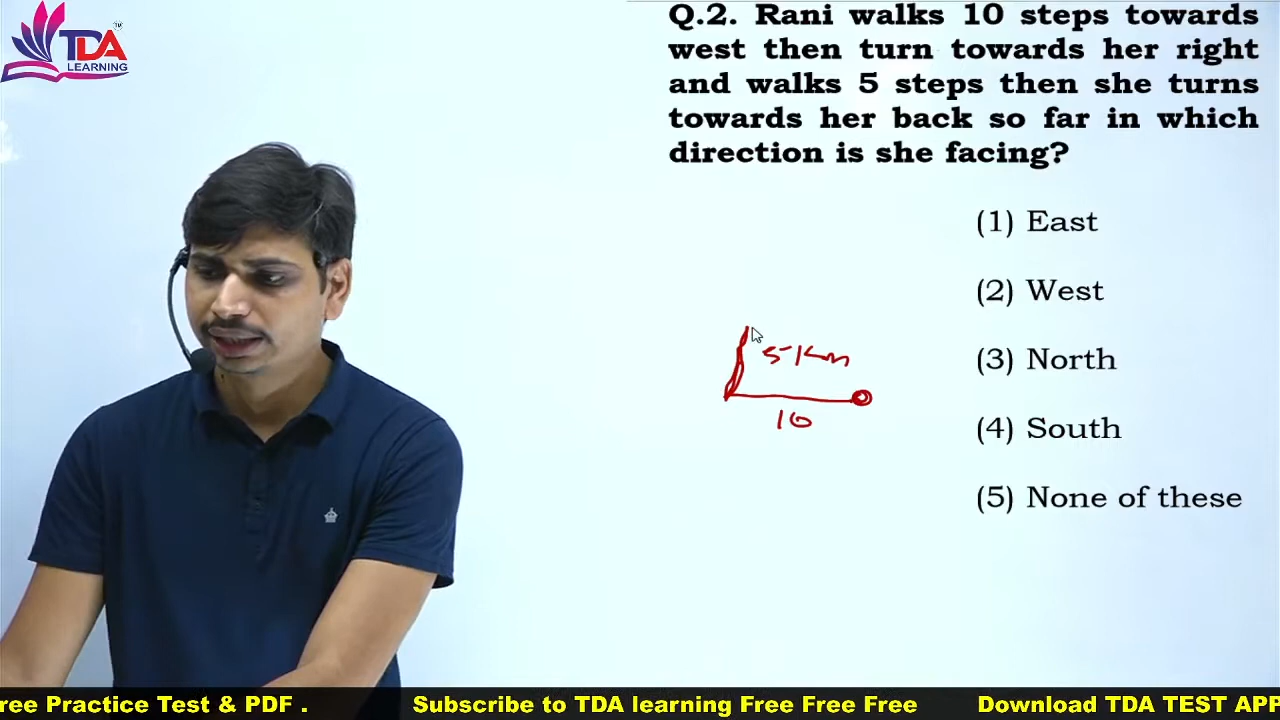 TDA
LEARNING
TM
Q.2. Rani walks 10 steps towards
west then turn towards her right
and walks 5 steps then she turns
towards her back so far in which
direction is she facing?
(1) East
(2) West
(3) North
(4) South
(5) None of these
5 Km
10
ree Practice Test & PDF . Subscribe to TDA learning Free Free Free Download TDA TEST APP